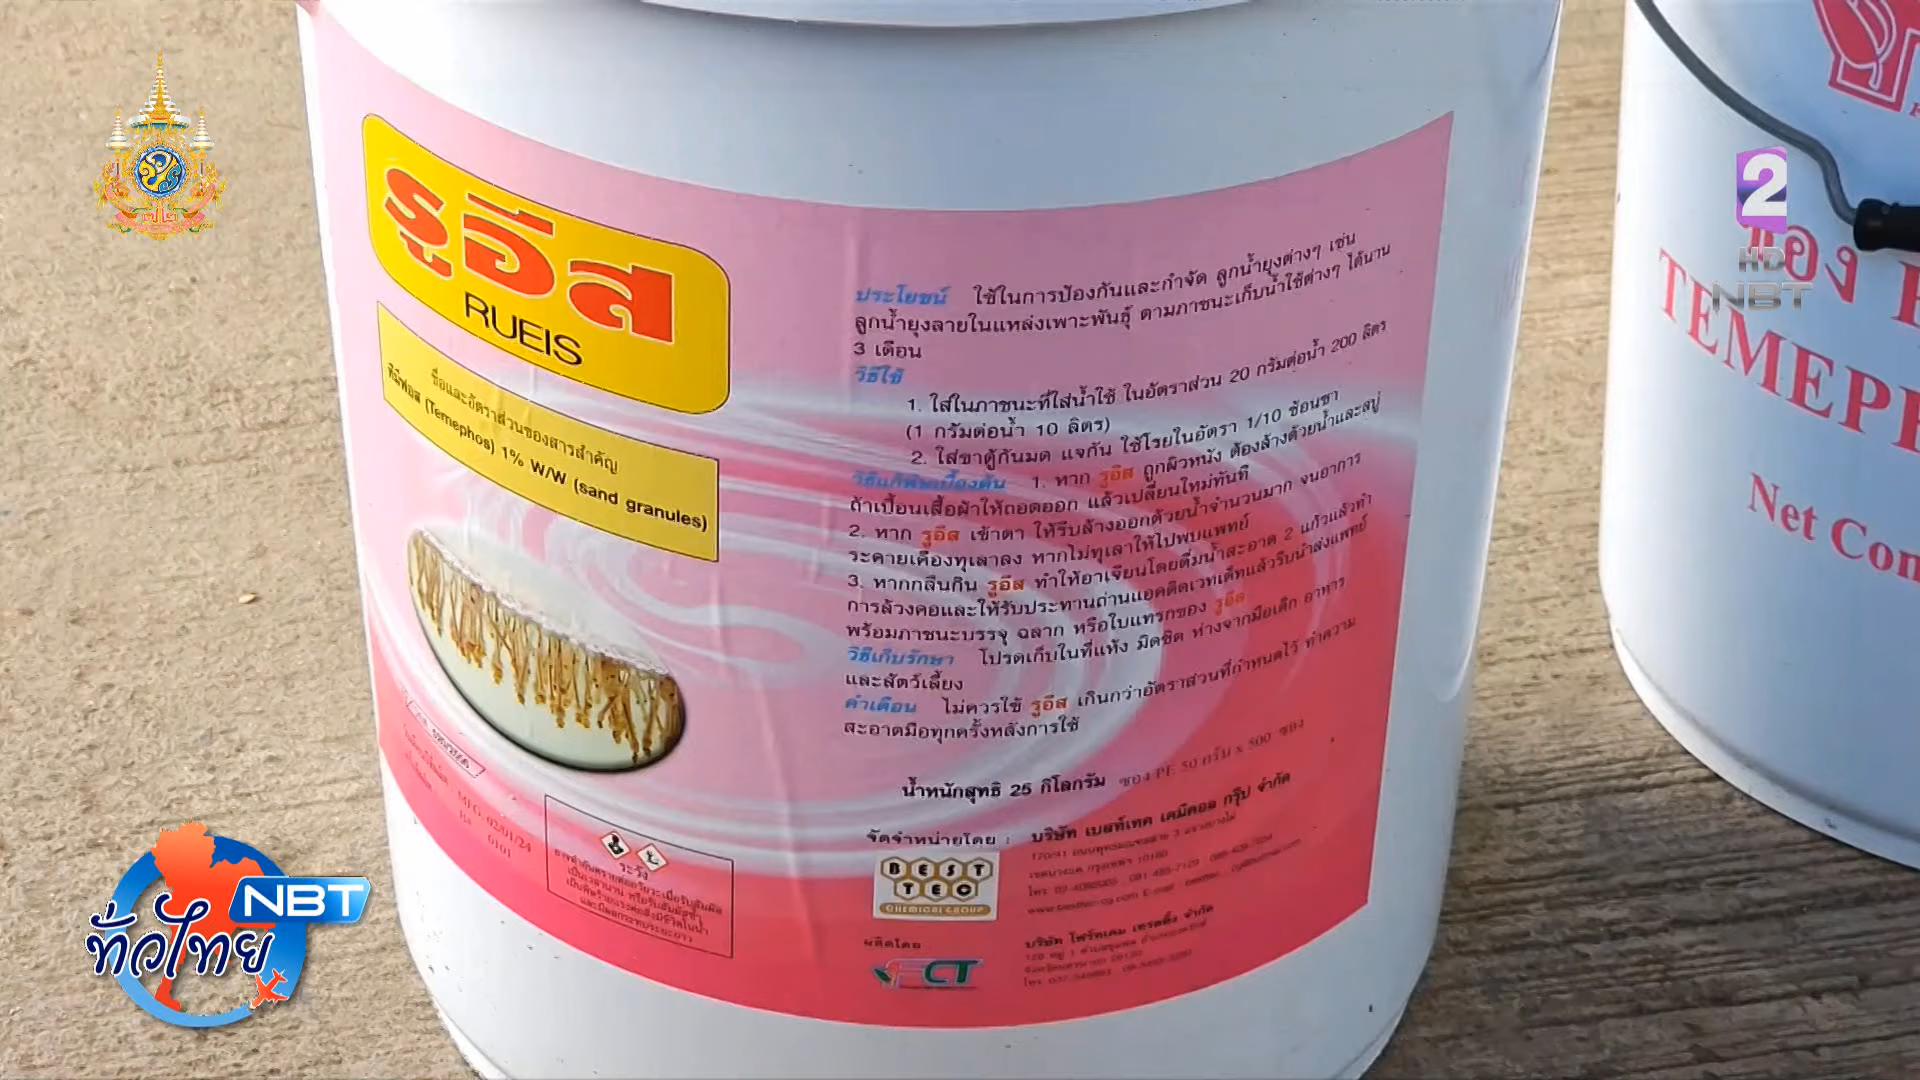 รูอีส
RUEIS
ชื่อและอัตราส่วนของสารสำคัญ
ทีมีฟอส (Temephos) 1% W/W (sand granules)
ประโยชน์ ใช้ในการป้องกันและกำจัด ลูกน้ำยุงต่างๆ เช่น
ลูกน้ำยุงลายในแหล่งเพาะพันธุ์ ตามภาชนะเก็บน้ำใช้ต่างๆ ได้นาน
3 เดือน
วิธีใช้
1. ใส่ในภาชนะที่ใส่น้ำใช้ ในอัตราส่วน 20 กรัมต่อน้ำ 200 ลิตร
(1 กรัมต่อน้ำ 10 ลิตร)
2. ใส่ขาตู้กันมด แจกัน ใช้โรยในอัตรา 1/10 ช้อนชา
วิธีแก้พิษเบื้องต้น 1. หาก รูอีส ถูกผิวหนัง ต้องล้างด้วยน้ำและสบู่
ถ้าเปื้อนเสื้อผ้าให้ถอดออก แล้วเปลี่ยนใหม่ทันที
2. หาก รูอีส เข้าตา ให้รีบล้างออกด้วยน้ำจำนวนมาก จนอาการ
ระคายเคืองทุเลาลง หากไม่ทุเลาให้ไปพบแพทย์
3. หากกลืนกิน รูอีส ทำให้อาเจียนโดยดื่มน้ำสะอาด 2 แก้วแล้วทำ
การล้วงคอและให้รับประทานถ่านแอคติดเวทเต็ทแล้วรีบนำส่งแพทย์
พร้อมภาชนะบรรจุ ฉลาก หรือใบแทรกของ รูอีส
วิธีเก็บรักษา โปรดเก็บในที่แห้ง มิดชิด ห่างจากมือเด็ก อาหาร
และสัตว์เลี้ยง
คำเตือน ไม่ควรใช้ รูอีส เกินกว่าอัตราส่วนที่กำหนดไว้ ทำความ
สะอาดมือทุกครั้งหลังการใช้
น้ำหนักสุทธิ 25 กิโลกรัม ซอง PE 50 กรัม x 500 ซอง
จัดจำหน่ายโดย : บริษัท เบสท์เทค เคมีคอล กรุ๊ป จำกัด
BEST
TEC
CHEMICAL GROUP
ผลิตโดย
MFG. 02/01/24
0101
ระวัง
2
HD
NBT
TEMEP
Net Con
NBT
ทั่วไทย